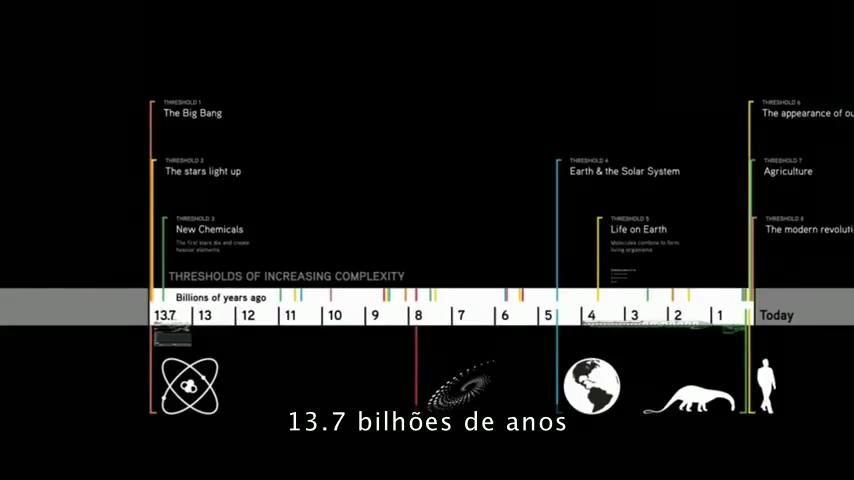 THRESHOLD 1
The Big Bang
THRESHOLD 2
The stars light up
THRESHOLD 3
New Chemicals
The first stars die and create
heavier elements
THRESHOLD 4
Earth & the Solar System
THRESHOLD 5
Life on Earth
Molecules combine to form
living organisms
THRESHOLD 6
The appearance of ou
THRESHOLD 7
Agriculture
THRESHOLD 8
The modern revoluti
THRESHOLDS OF INCREASING COMPLEXITY
Billions of years ago
13.7 13 12 11 10 9 8 7 6 5 4 3 2 1 Today
13.7 bilhões de anos